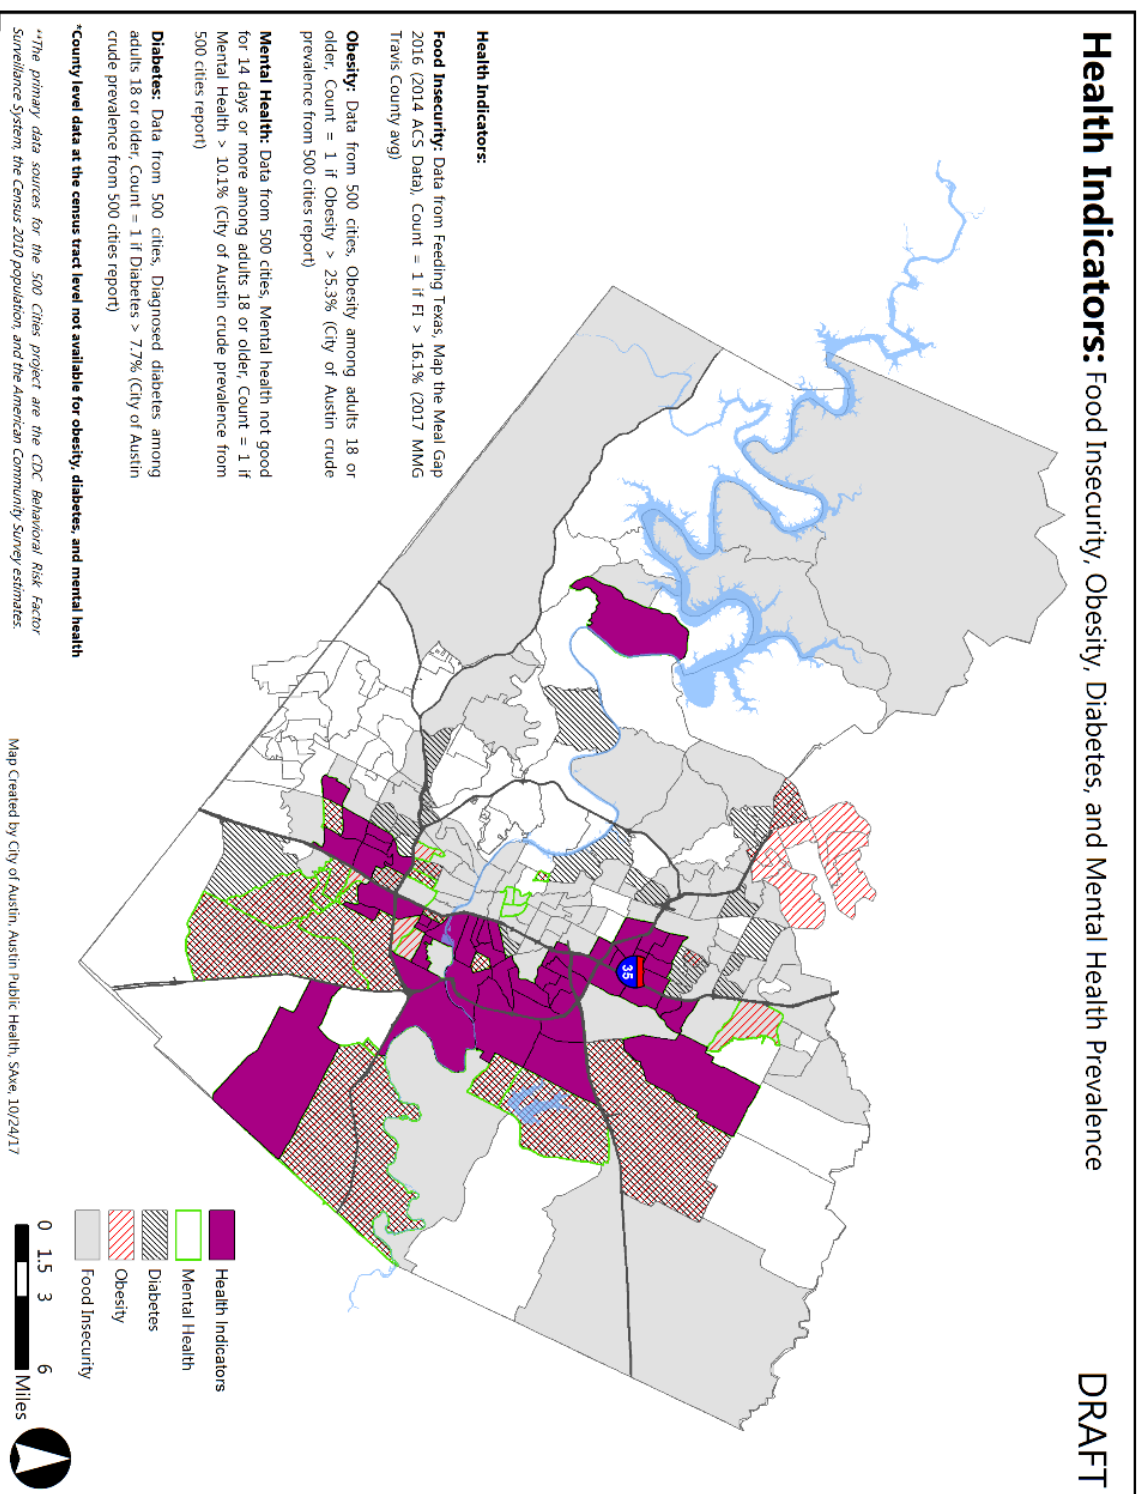 Health Indicators: Food Insecurity, Obesity, Diabetes, and Mental Health Prevalence
DRAFT
Health Indicators:
Food Insecurity: Data from Feeding Texas, Map the Meal Gap
2016 (2014 ACS Data), Count = 1 if FI > 16.1% (2017 MMG
Travis County avg)
Obesity: Data from 500 cities, Obesity among adults 18 or
older, Count = 1 if Obesity > 25.3% (City of Austin crude
prevalence from 500 cities report)
Mental Health: Data from 500 cities, Mental health not good
for 14 days or more among adults 18 or older, Count = 1 if
Mental Health > 10.1% (City of Austin crude prevalence from
500 cities report)
Diabetes: Data from 500 cities, Diagnosed diabetes among
adults 18 or older, Count = 1 if Diabetes > 7.7% (City of Austin
crude prevalence from 500 cities report)
*County level data at the census tract level not available for obesity, diabetes, and mental health
**The primary data sources for the 500 Cities project are the CDC Behavioral Risk Factor
Surveillance System, the Census 2010 population, and the American Community Survey estimates.
35
Map Created by City of Austin, Austin Public Health, SAxe, 10/24/17
Health Indicators
Mental Health
Diabetes
Obesity
Food Insecurity
0 1.5 3 6
Miles